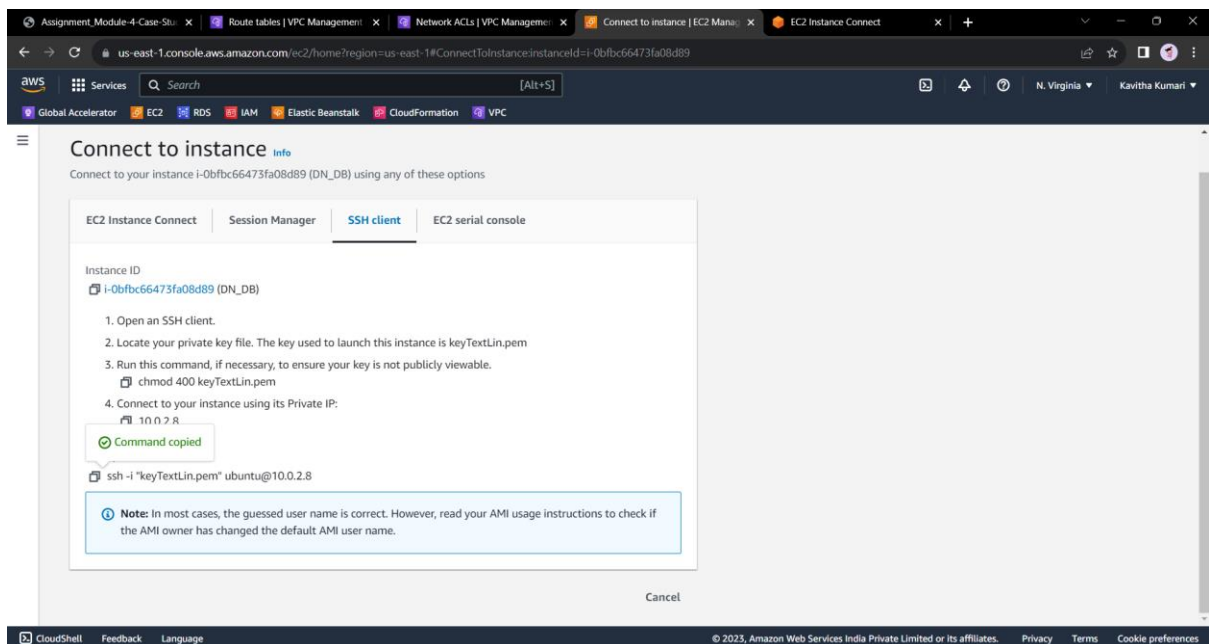 Assignment_Module-4-Case-Stu
Route tables | VPC Management
Network ACLs | VPC Managemen
Connect to instance | EC2 Manag
EC2 Instance Connect
us-east-1.console.aws.amazon.com/ec2/home?region=us-east-1#ConnectToInstance:instanceId=i-0bfbc66473fa08d89
aws
Services
Search
[Alt+S]
N. Virginia
Kavitha Kumari
Global Accelerator
EC2
RDS
IAM
Elastic Beanstalk
CloudFormation
VPC
Connect to instance Info
Connect to your instance i-0bfbc66473fa08d89 (DN_DB) using any of these options
EC2 Instance Connect
Session Manager
SSH client
EC2 serial console
Instance ID
i-0bfbc66473fa08d89 (DN_DB)
1. Open an SSH client.
2. Locate your private key file. The key used to launch this instance is keyTextLin.pem
3. Run this command, if necessary, to ensure your key is not publicly viewable.
chmod 400 keyTextLin.pem
4. Connect to your instance using its Private IP:
10.0.2.8
Command copied
ssh -i "keyTextLin.pem" ubuntu@10.0.2.8
Note: In most cases, the guessed user name is correct. However, read your AMI usage instructions to check if
the AMI owner has changed the default AMI user name.
Cancel
CloudShell
Feedback
Language
© 2023, Amazon Web Services India Private Limited or its affiliates.
Privacy
Terms
Cookie preferences